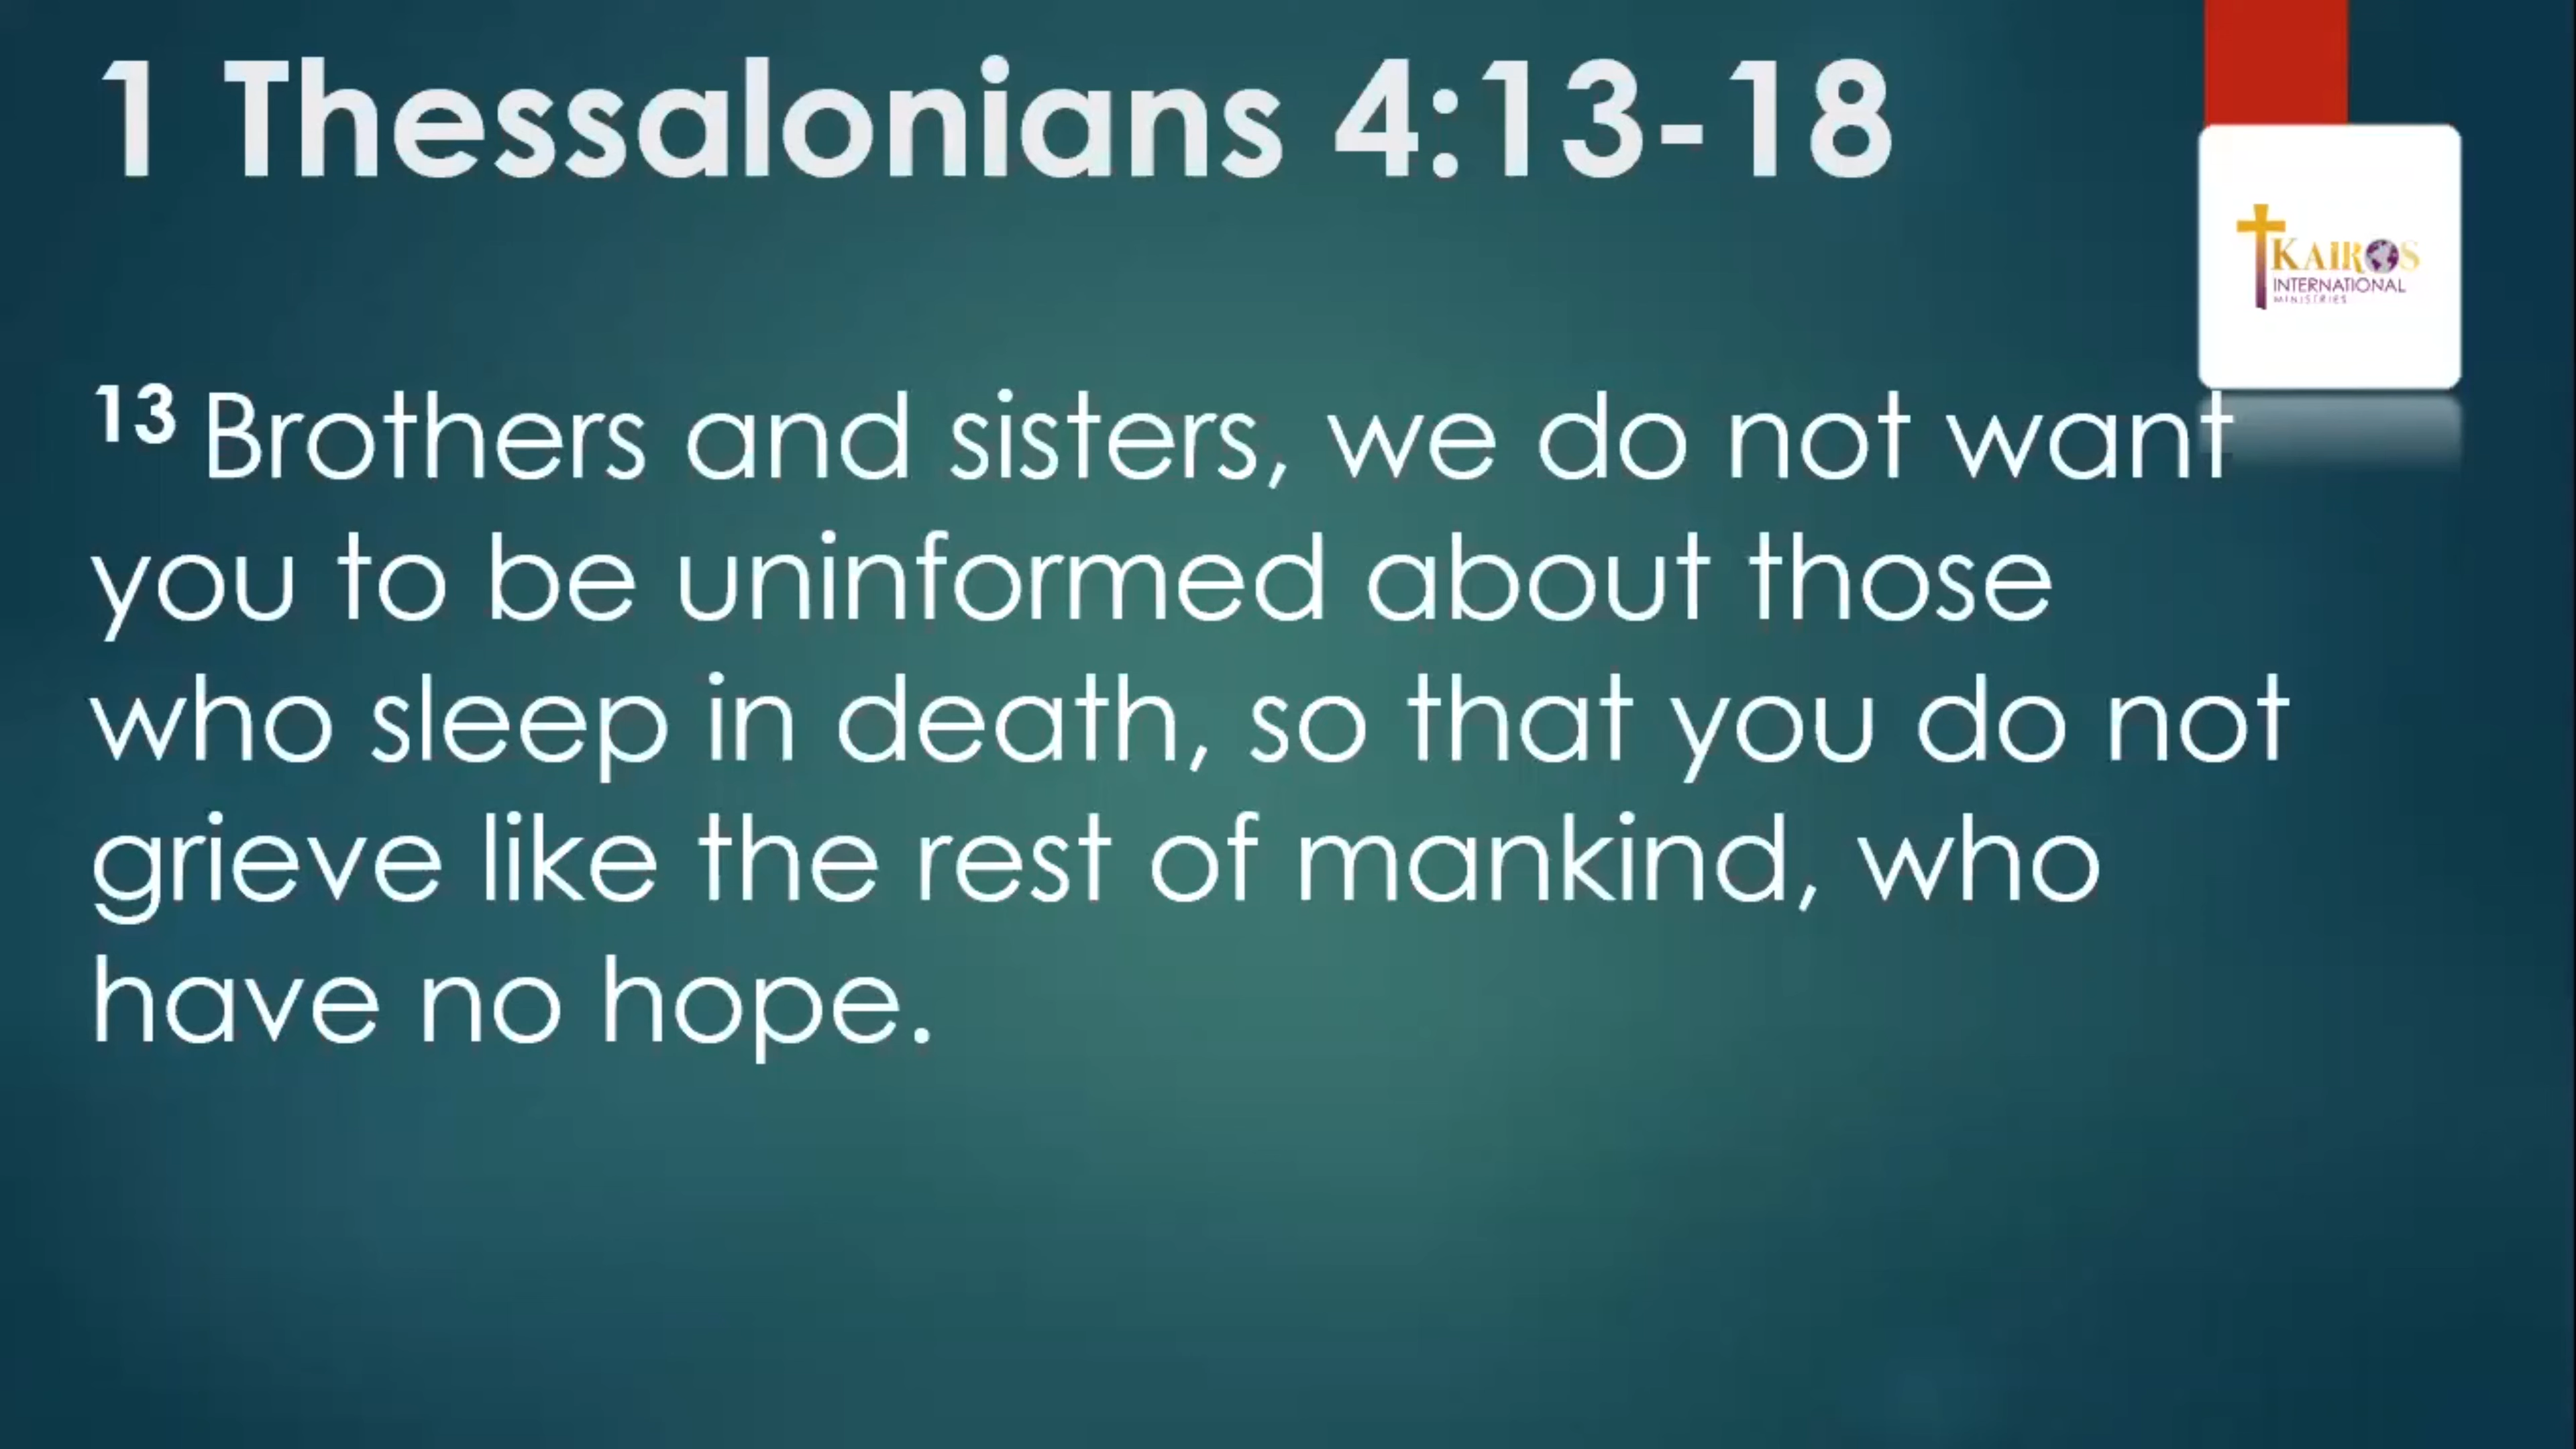 1 Thessalonians 4:13-18
KAIROS
INTERNATIONAL
MINISTRIES
13 Brothers and sisters, we do not want
you to be uninformed about those
who sleep in death, so that you do not
grieve like the rest of mankind, who
have no hope.